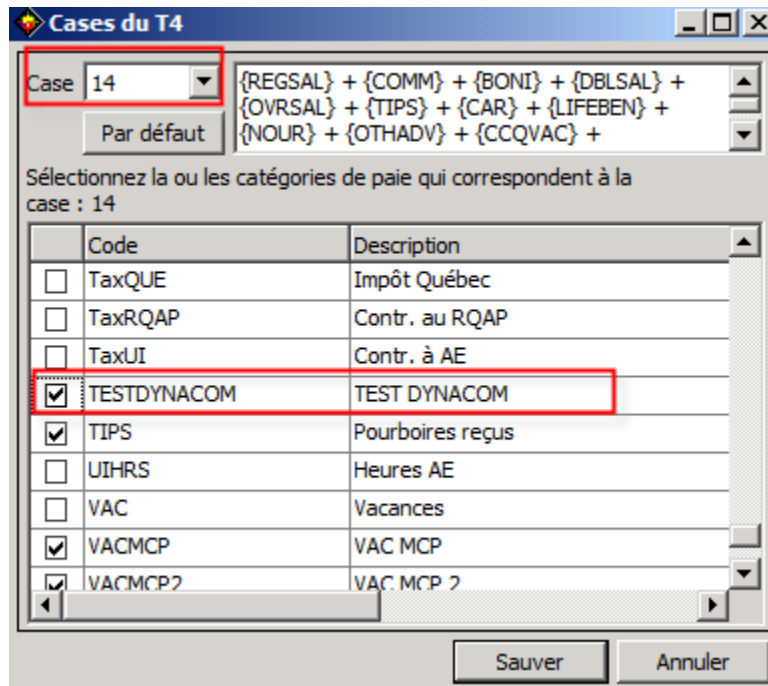 Cases du T4
Case 14
{REGSAL} + {COMM} + {BONI} + {DBLSAL} +
{OVRSAL} + {TIPS} + {CAR} + {LIFEBEN} +
{NOUR} + {OTHADV} + {CCQVAC} +
Par défaut
Sélectionnez la ou les catégories de paie qui correspondent à la
case : 14
Code Description
TaxQUE Impôt Québec
TaxRQAP Contr. au RQAP
TaxUI Contr. à AE
TESTDYNACOM TEST DYNACOM
TIPS Pourboires reçus
UIHRS Heures AE
VAC Vacances
VACMCP VAC MCP
VACMCP2 VAC MCP 2
Sauver Annuler